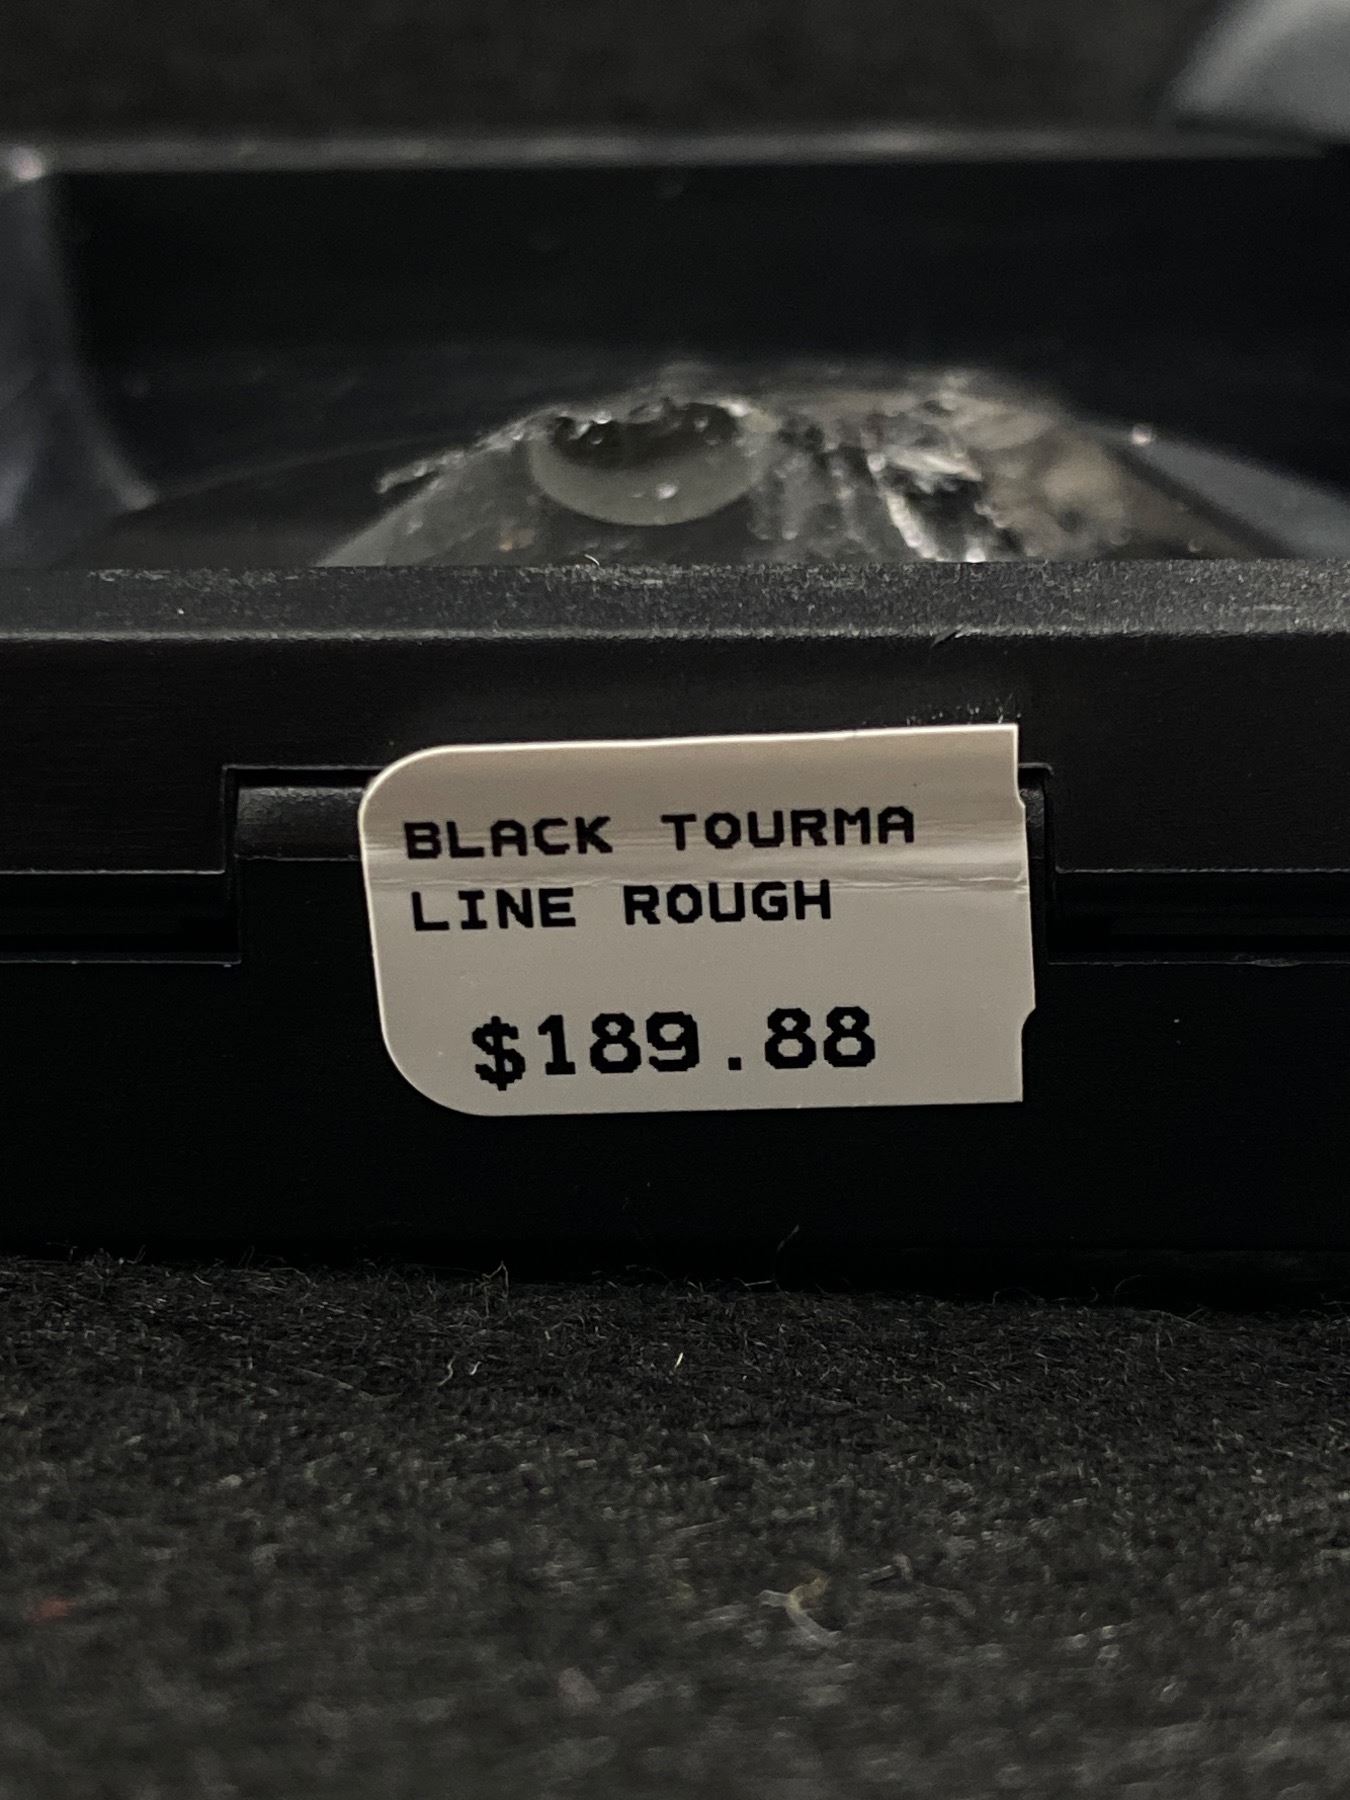 BLACK TOURMA
LINE ROUGH
$189.88